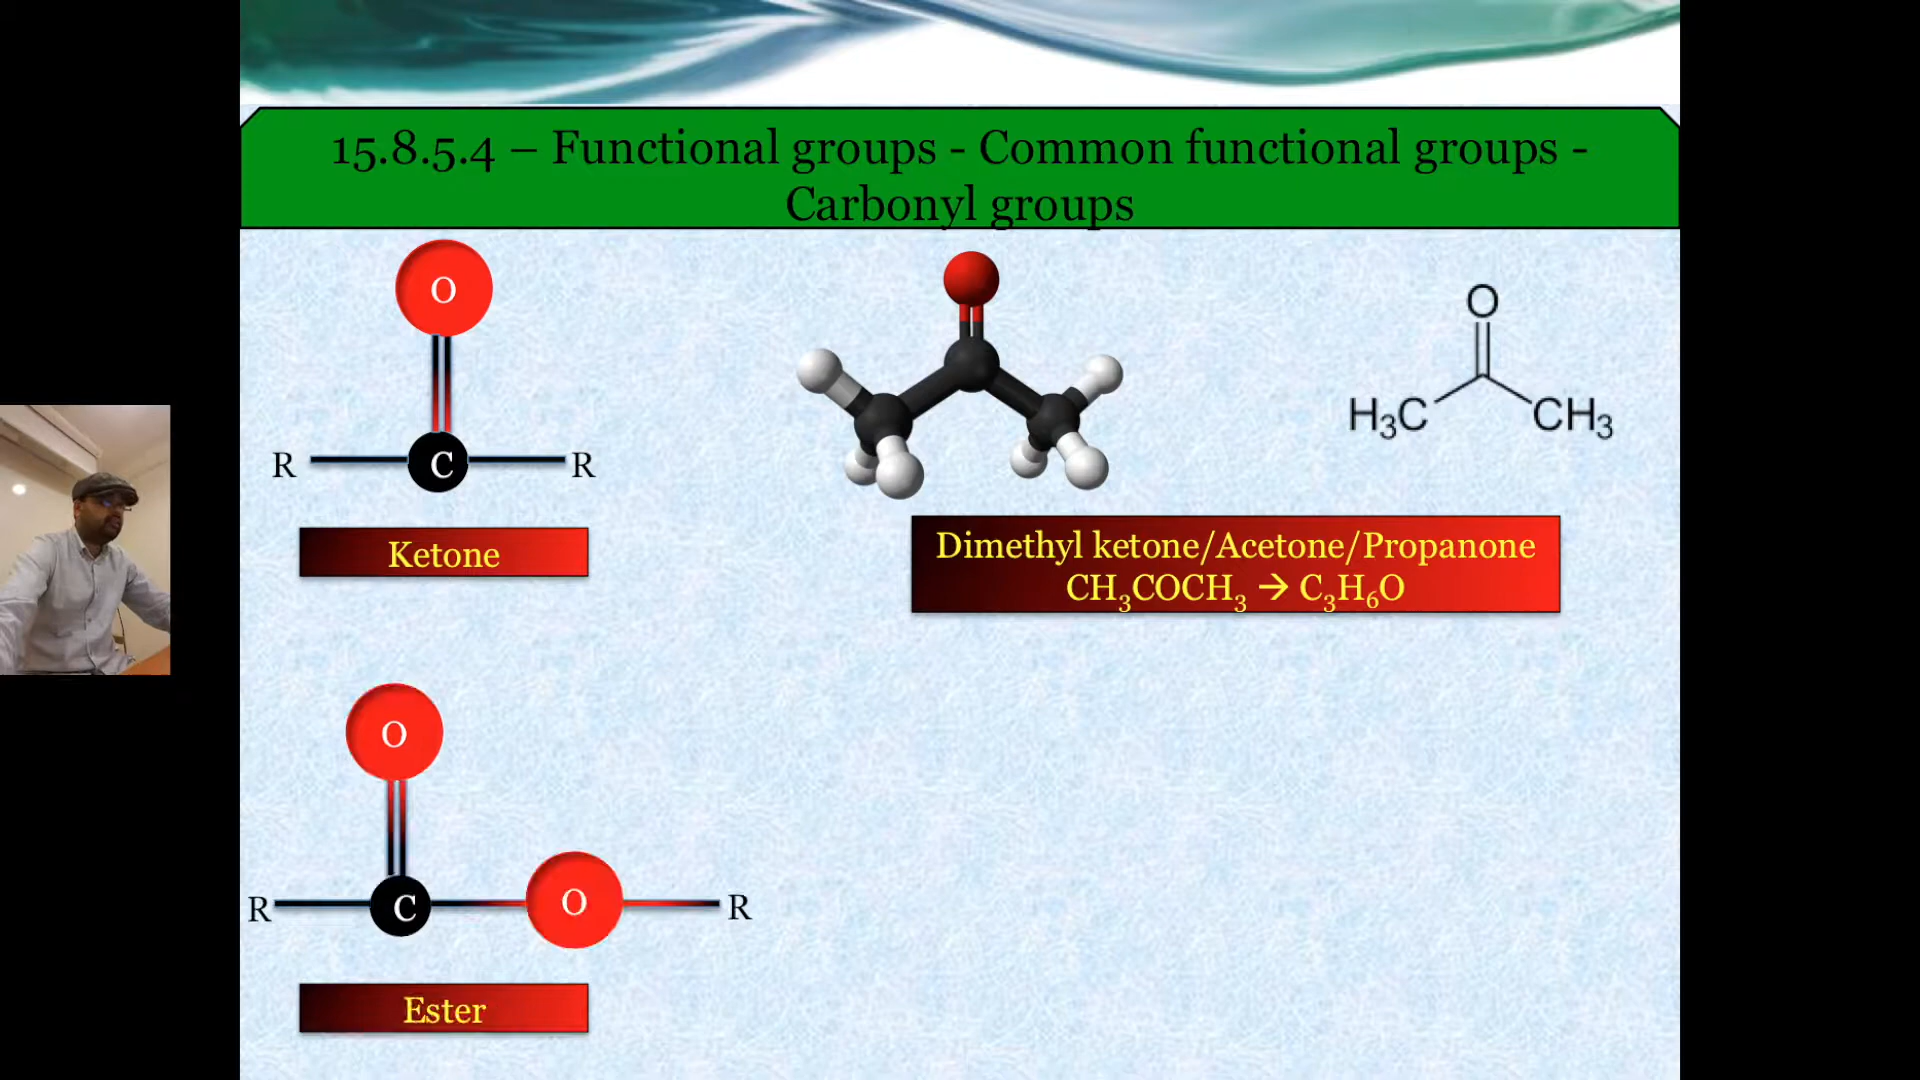 15.8.5.4 – Functional groups - Common functional groups -
Carbonyl groups
O
R C R
Ketone
O
H₃C CH₃
Dimethyl ketone/Acetone/Propanone
CH₃COCH₃ → C₃H₆O
O
R C O R
Ester